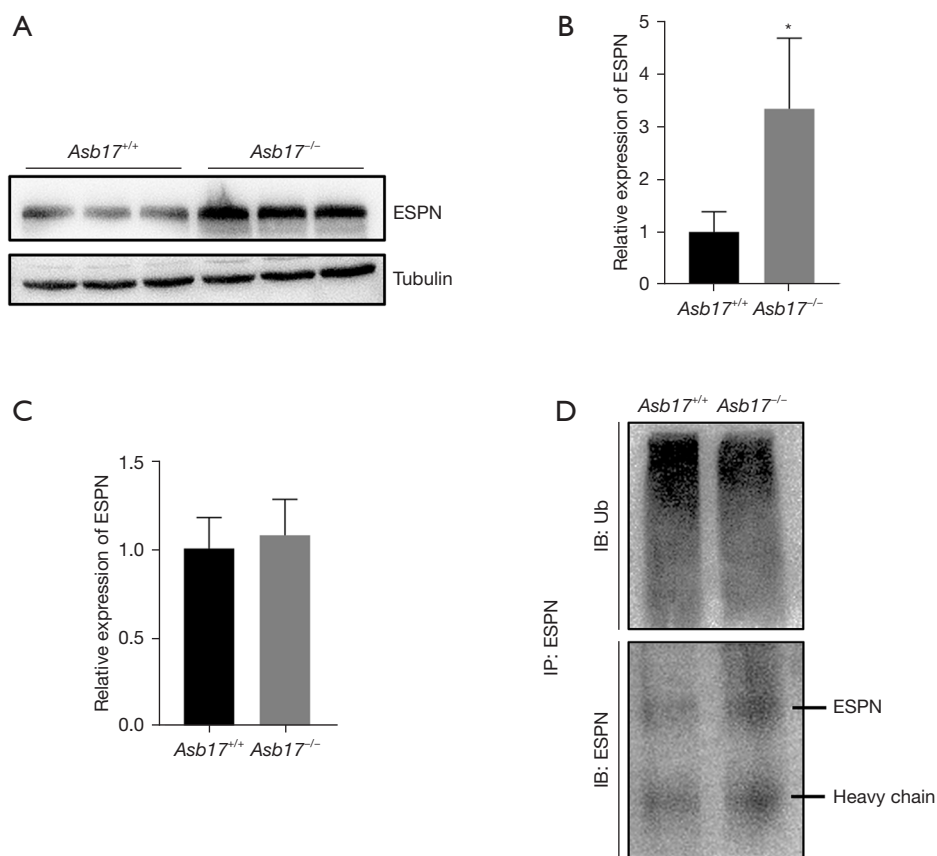 A
Asb17+/+ Asb17−/−
ESPN
Tubulin
B
Relative expression of ESPN
5
4
3
2
1
0
*
Asb17+/+ Asb17−/−
C
Relative expression of ESPN
1.5
1.0
0.5
0.0
Asb17+/+ Asb17−/−
D
Asb17+/+ Asb17−/−
IP: ESPN
IB: Ub
IB: ESPN
ESPN
Heavy chain